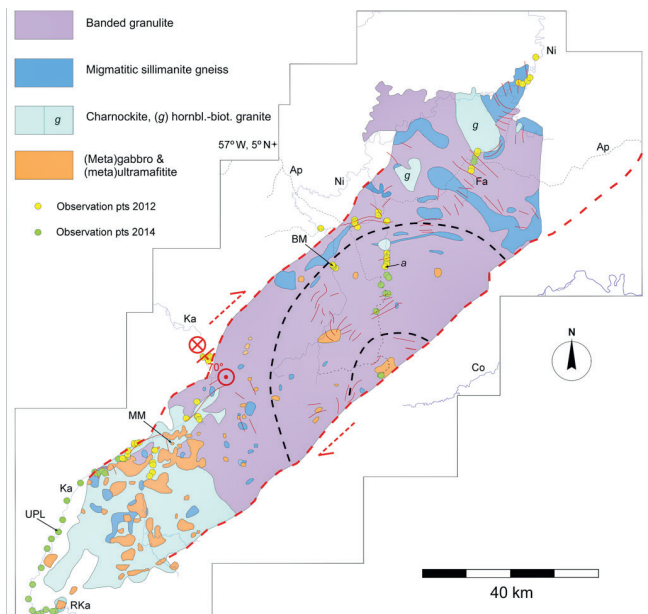 Banded granulite
Migmatitic sillimanite gneiss
g
Charnockite, (g) hornbl.-biot. granite
(Meta)gabbro &
(meta)ultramafitite
Observation pts 2012
Observation pts 2014
57° W, 5° N+
Ni
Ap
Ni
Ap
g
g
Fa
BM
a
Ka
70°
MM
Co
N
Ka
UPL
RKa
40 km